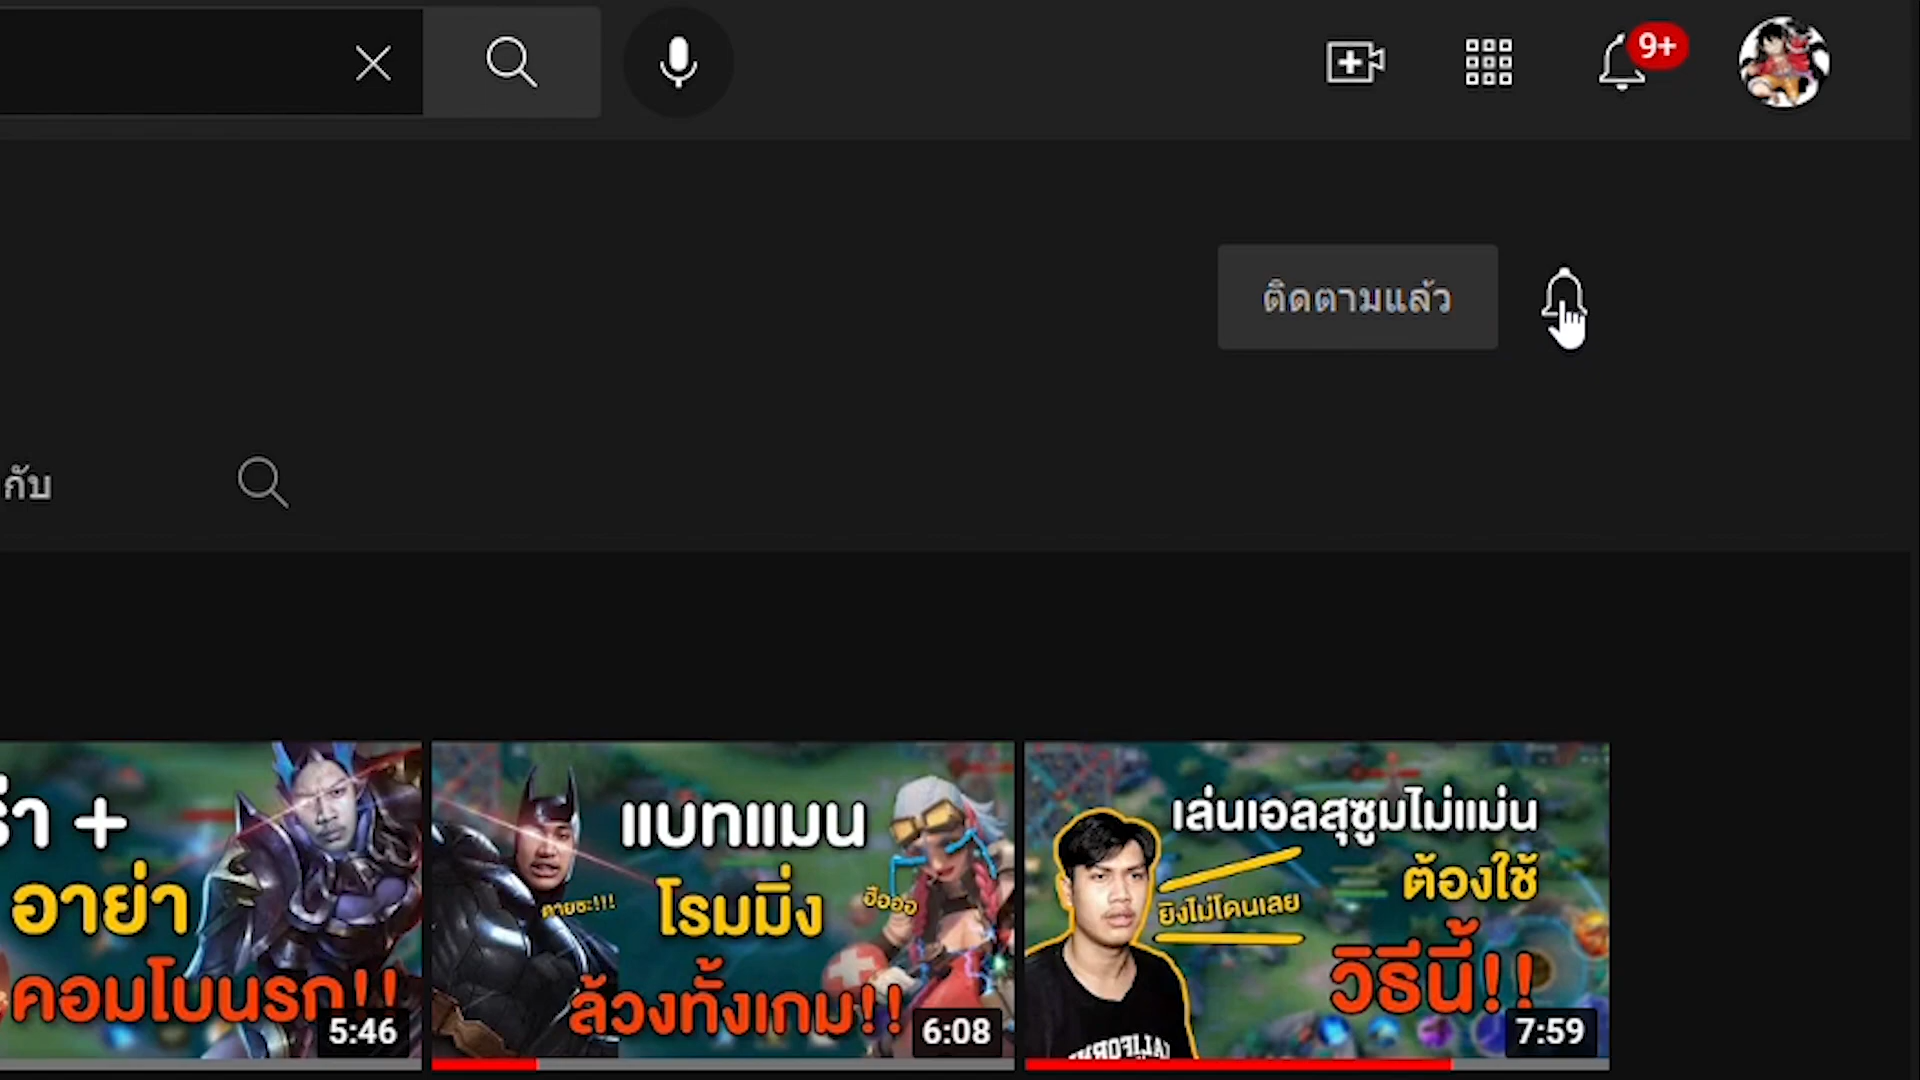 9+
ติดตามแล้ว
กับ
ร่า +
อาย่า
คอมโบนรก!!
5:46
แบทแมน
โรมมิ่ง
ล้วงทั้งเกม!!
ตายซะ!!!
ฮือออ
6:08
เล่นเอลสุซูมไม่แม่น
ต้องใช้
วิธีนี้!!
ยิงไม่โดนเลย
7:59